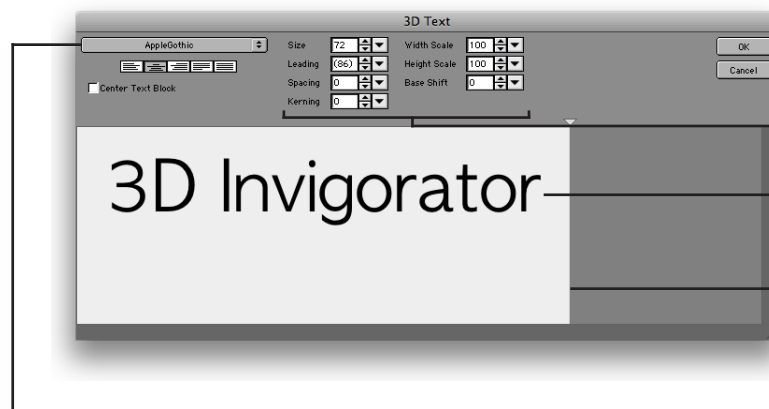 3D Text
AppleGothic
Size 72 Width Scale 100 OK
Leading (86) Height Scale 100 Cancel
Center Text Block Spacing 0 Base Shift 0
Kerning 0
3D Invigorator